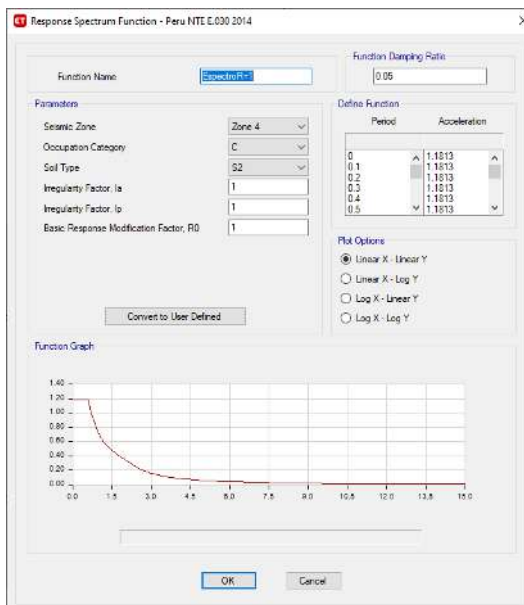 Response Spectrum Function - Peru NTE E.030 2014
Function Name
EspectroR=1
Function Damping Ratio
0.05
Parameters
Seismic Zone
Zone 4
Occupation Category
C
Soil Type
S2
Irregularity Factor, Ia
1
Irregularity Factor, Ip
1
Basic Response Modification Factor, R0
1
Convert to User Defined
Define Function
Period Acceleration
0 1.1813
0.1 1.1813
0.2 1.1813
0.3 1.1813
0.4 1.1813
0.5 1.1813
Plot Options
Linear X - Linear Y
Linear X - Log Y
Log X - Linear Y
Log X - Log Y
Function Graph
1.40
1.20
1.00
0.80
0.60
0.40
0.20
0.00
0.0 1.5 3.0 4.5 6.0 7.5 9.0 10.5 12.0 13.5 15.0
OK Cancel